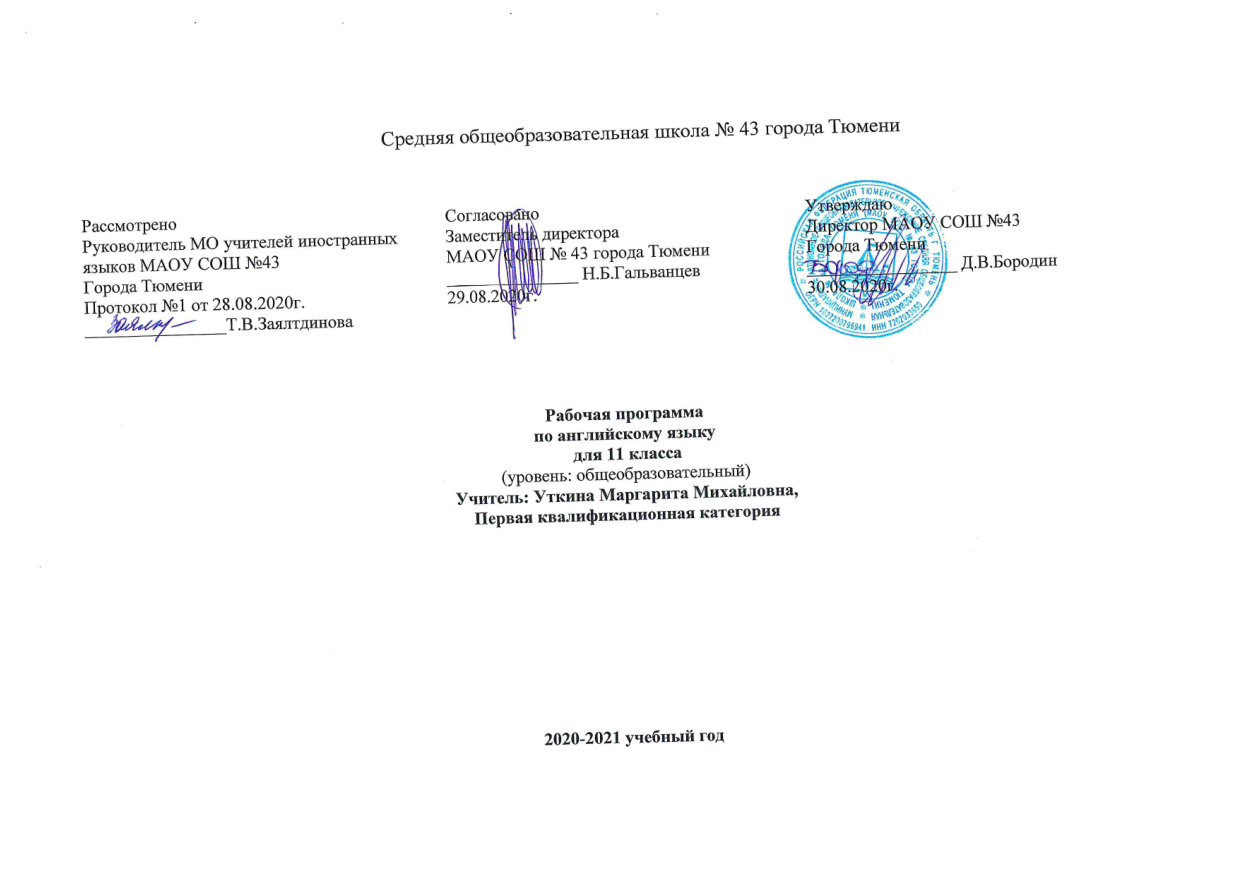 Средняя общеобразовательная школа № 43 города Тюмени
Рассмотрено
Руководитель МО учителей иностранных
языков МАОУ СОШ №43
Города Тюмени
Протокол №1 от 28.08.2020г.
Т.В.Заялтдинова
Согласовано
Заместитель директора
МАОУ СОШ № 43 города Тюмени
Н.Б.Гальванцев
29.08.2020г.
Утверждаю
Директор МАОУ СОШ №43
Города Тюмени
Д.В.Бородин
30.08.2020г.
Рабочая программа
по английскому языку
для 11 класса
(уровень: общеобразовательный)
Учитель: Уткина Маргарита Михайловна,
Первая квалификационная категория
2020-2021 учебный год